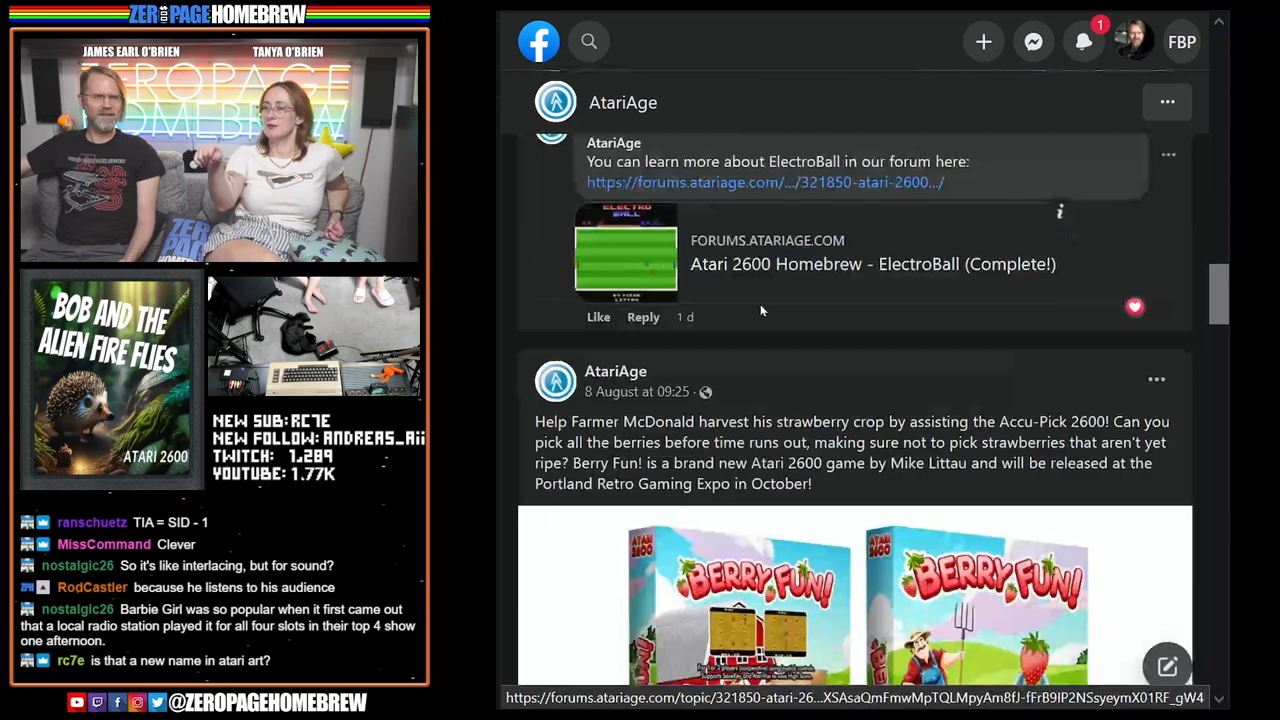 ZEROPAGEHOMEBREW
JAMES EARL O'BRIEN
TANYA O'BRIEN
ZEROPAGE
HOMEBREW
BOB AND THE
ALIEN FIRE FLIES
ATARI 2600
NEW SUB:RC7E
NEW FOLLOW:ANDREAS_AII
TWITCH: 1,289
YOUTUBE: 1.77K
ranschuetz TIA = SID - 1
MissCommand Clever
nostalgic26 So it's like interlacing, but for sound?
RodCastler because he listens to his audience
nostalgic26 Barbie Girl was so popular when it first came out
that a local radio station played it for all four slots in their top 4 show
one afternoon.
rc7e is that a new name in atari art?
@ZEROPAGEHOMEBREW
1
FBP
AtariAge
AtariAge
You can learn more about ElectroBall in our forum here:
https://forums.atariage.com/.../321850-atari-2600.../
ELECTRO
BALL
FORUMS.ATARIAGE.COM
Atari 2600 Homebrew - ElectroBall (Complete!)
Like Reply 1 d
AtariAge
8 August at 09:25
Help Farmer McDonald harvest his strawberry crop by assisting the Accu-Pick 2600! Can you
pick all the berries before time runs out, making sure not to pick strawberries that aren't yet
ripe? Berry Fun! is a brand new Atari 2600 game by Mike Littau and will be released at the
Portland Retro Gaming Expo in October!
ATARI
2600
BERRY FUN!
ATARI
2600
BERRY FUN!
https://forums.atariage.com/topic/321850-atari-26...XSAsaQmFmwMpTQLMpyAm8fJ-fFrB9IP2NSsyeymX01RF_gW4